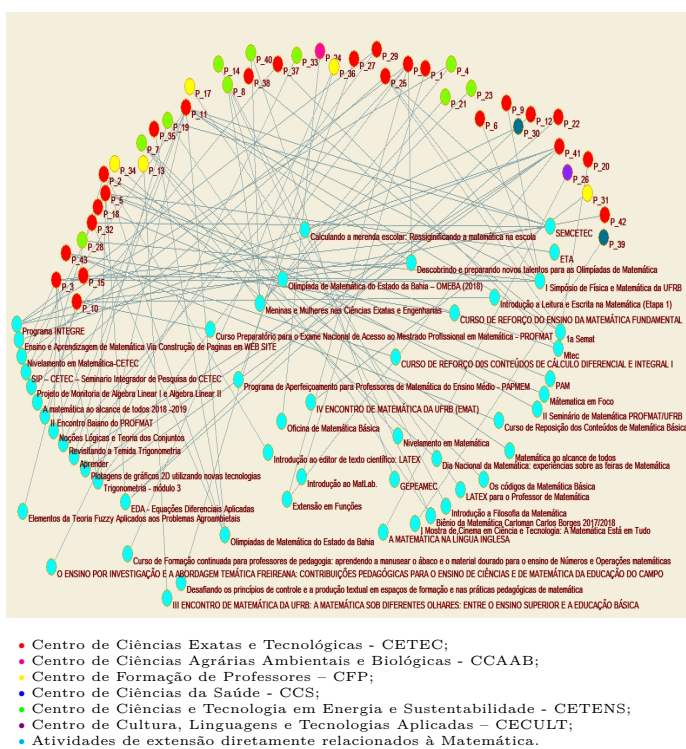 P_40
P_33
P_24
P_29
P_14
P_37
P_36
P_27
P_1
P_4
P_8
P_38
P_25
P_17
P_21
P_23
P_11
P_9
P_12
P_22
P_19
P_6
P_30
P_35
P_7
P_41
P_20
P_34
P_13
P_26
P_2
P_31
P_5
P_18
P_42
P_32
P_39
P_28
P_43
P_3
P_15
P_10
Calculando a merenda escolar: Ressignificando a matemática na escola
SEMCETEC
ETA
Descobrindo e preparando novos talentos para as Olimpíadas de Matemática
Olimpíada de Matemática do Estado da Bahia – OMEBA (2018)
I Simpósio de Física e Matemática da UFRB
Introdução a Leitura e Escrita na Matemática (Etapa 1)
Meninas e Mulheres nas Ciências Exatas e Engenharias
CURSO DE REFORÇO DO ENSINO DA MATEMÁTICA FUNDAMENTAL
Programa INTEGRE
Curso Preparatório para o Exame Nacional de Acesso ao Mestrado Profissional em Matemática - PROFMAT
1a Semat
Ensino e Aprendizagem de Matemática Via Construção de Paginas em WEB SITE
Mtec
Nivelamento em Matemática-CETEC
CURSO DE REFORÇO DOS CONTEÚDOS DE CÁLCULO DIFERENCIAL E INTEGRAL I
SIP – CETEC – Seminario Integrador de Pesquisa do CETEC
Programa de Aperfeiçoamento para Professores de Matemática do Ensino Médio - PAPMEM
PAM
Projeto de Monitoria de Algebra Linear I e Algebra Linear II
Mátematica em Foco
A matemática ao alcance de todos 2018 -2019
IV ENCONTRO DE MATEMÁTICA DA UFRB (EMAT)
II Seminário de Matemática PROFMAT/UFRB
II Encontro Baiano do PROFMAT
Oficina de Matemática Básica
Curso de Reposição dos Conteúdos de Matemática Básica
Noções Lógicas e Teoria dos Conjuntos
Nivelamento em Matemática
Revisitando a Temida Trigonometria
Introdução ao editor de texto científico: LATEX
Matemática ao alcance de todos
Aprender
Dia Nacional da Matemática: experiências sobre as feiras de Matemática
Plotagens de gráficos 2D utilizando novas tecnologias
Introdução ao MatLab.
GEPEAMEC
Os códigos da Matemática Básica
Trigonometria - módulo 3
LATEX para o Professor de Matemática
EDA - Equações Diferenciais Aplicadas
Extensão em Funções
Introdução a Filosofia da Matemática
Elementos da Teoria Fuzzy Aplicados aos Problemas Agroambietais
Biênio da Matemática Carloman Carlos Borges 2017/2018
I Mostra de Cinema em Ciência e Tecnologia: A Matemática Está em Tudo
Olimpiadas de Matemática do Estado da Bahia
A MATEMÁTICA NA LÍNGUA INGLESA
Curso de Formação continuada para professores de pedagogia: aprendendo a manusear o ábaco e o material dourado para o ensino de Números e Operações matemáticas
O ENSINO POR INVESTIGAÇÃO E A ABORDAGEM TEMÁTICA FREIREANA: CONTRIBUIÇÕES PEDAGÓGICAS PARA O ENSINO DE CIÊNCIAS E DE MATEMÁTICA DA EDUCAÇÃO DO CAMPO
Desafiando os princípios de controle e a produção textual em espaços de formação e nas práticas pedagógicas de matemática
III ENCONTRO DE MATEMÁTICA DA UFRB: A MATEMÁTICA SOB DIFERENTES OLHARES: ENTRE O ENSINO SUPERIOR E A EDUCAÇÃO BÁSICA
• Centro de Ciências Exatas e Tecnológicas - CETEC;
• Centro de Ciências Agrárias Ambientais e Biológicas - CCAAB;
• Centro de Formação de Professores – CFP;
• Centro de Ciências da Saúde - CCS;
• Centro de Ciências e Tecnologia em Energia e Sustentabilidade - CETENS;
• Centro de Cultura, Linguagens e Tecnologias Aplicadas – CECULT;
• Atividades de extensão diretamente relacionados à Matemática.